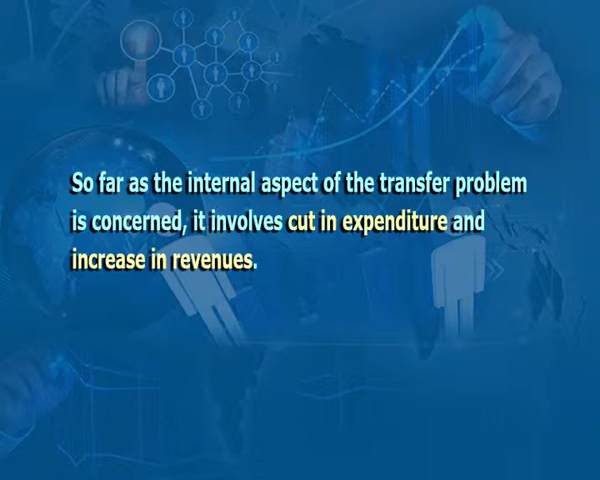 So far as the internal aspect of the transfer problem
is concerned, it involves cut in expenditure and
increase in revenues.